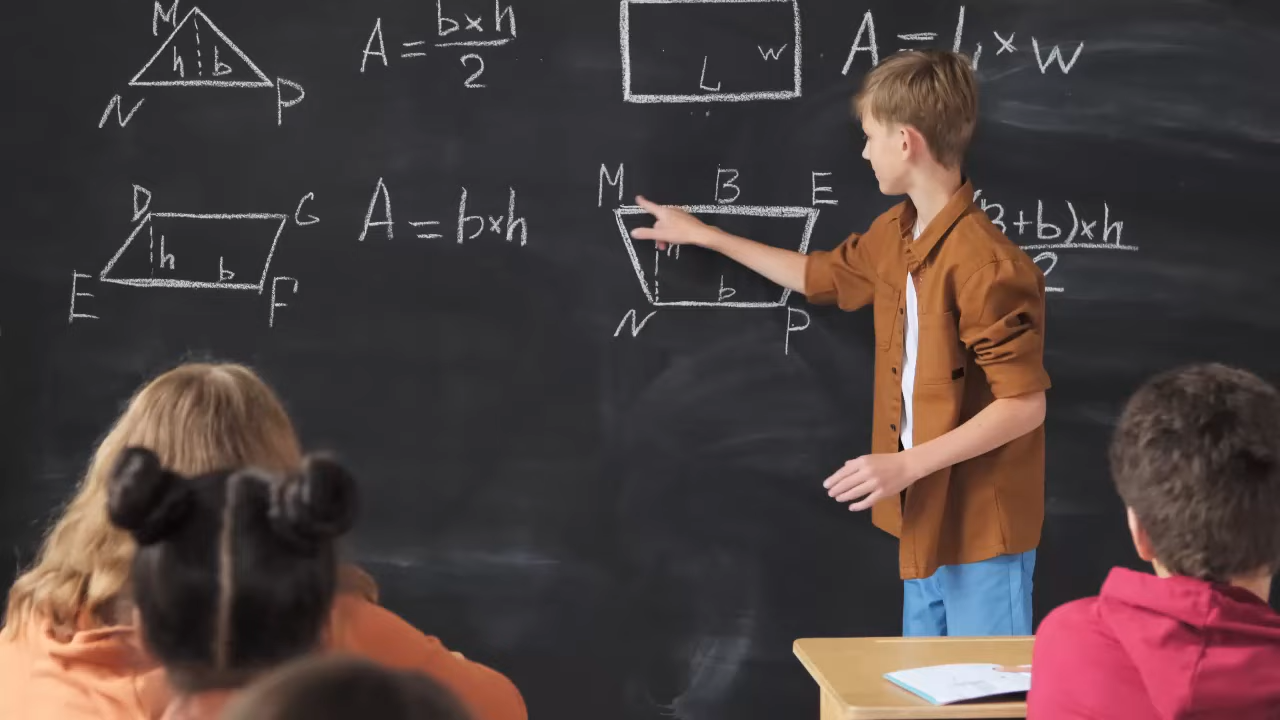 M
h b
N P
A = b×h
2
L w
A = L × w
D G
h b
E F
A = b×h
M B E
h b
N P
(B+b)×h
2